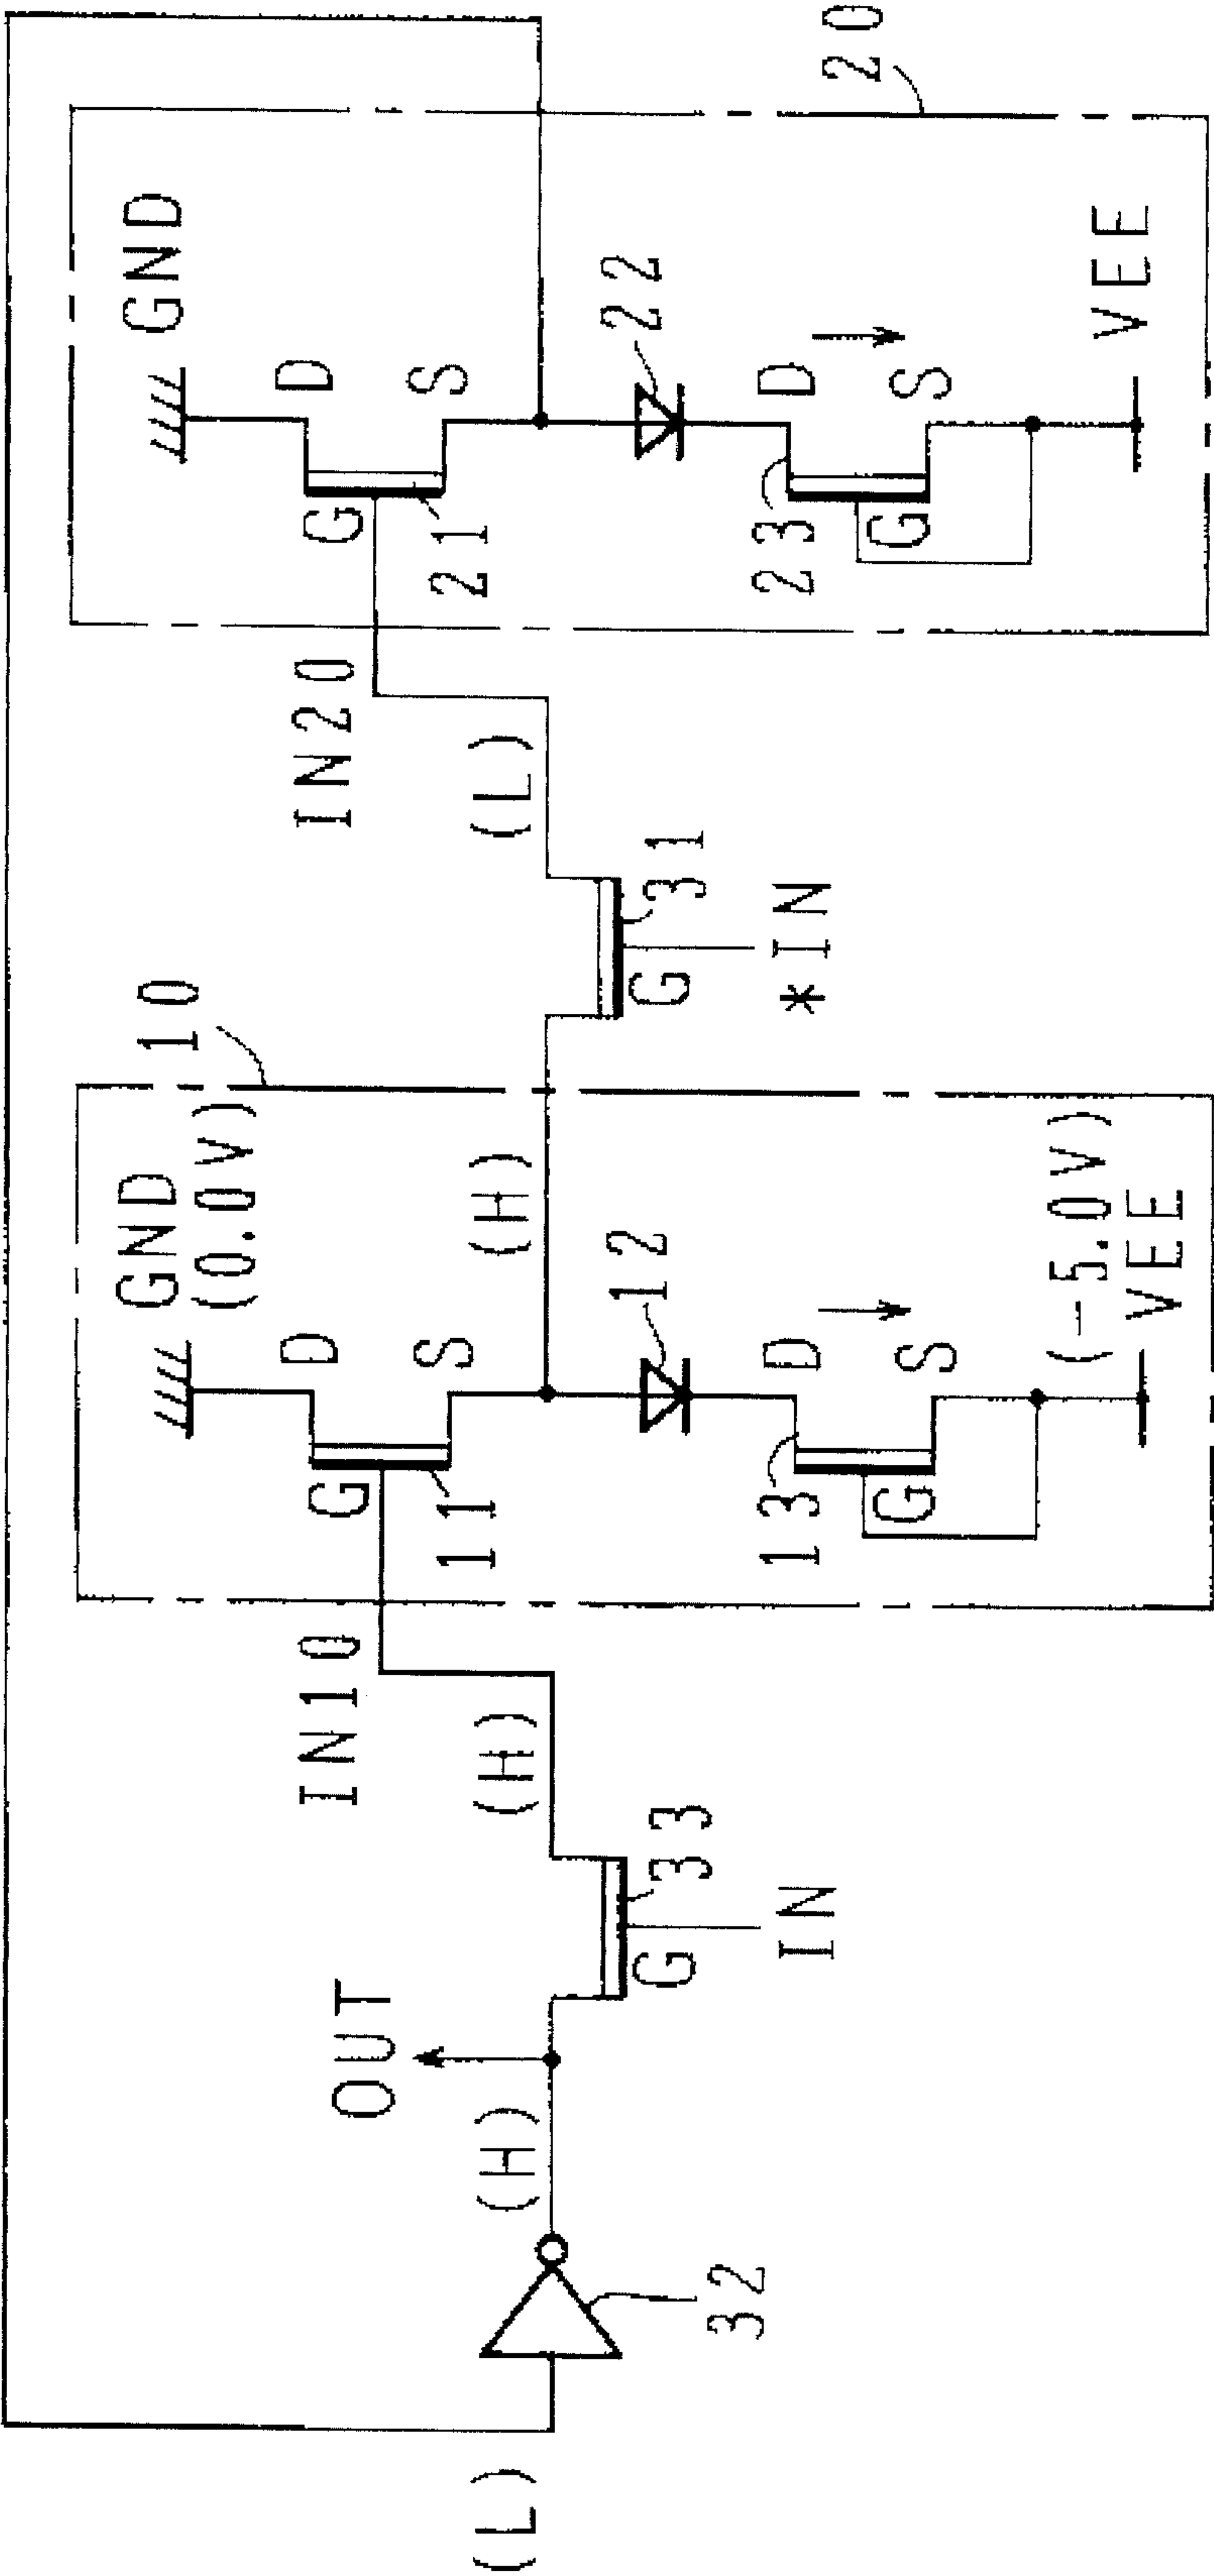 (L)
32
(H)
OUT
G
33
IN
(H)
IN10
10
GND
(0.0V)
D
G
S
11
(H)
12
D
13
G
S
(-5.0V)
VEE
G
31
*IN
(L)
IN20
20
GND
D
G
S
21
22
D
23
G
S
VEE